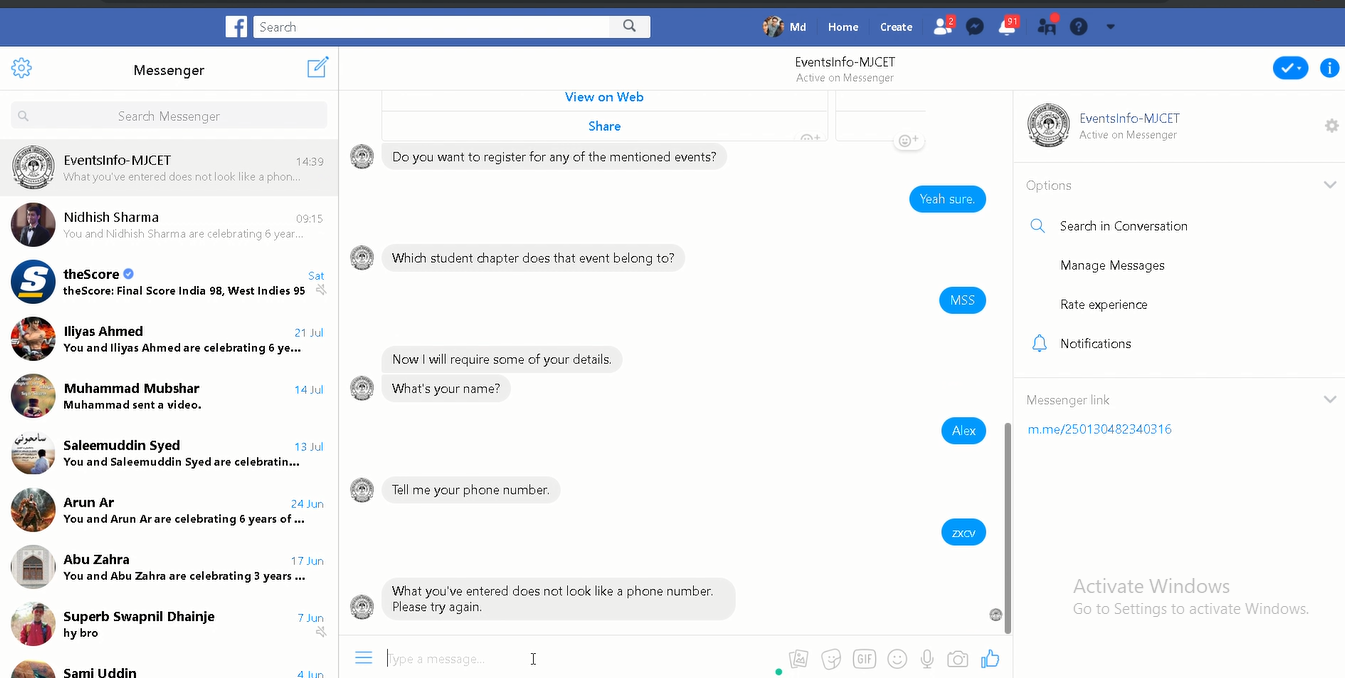 Search
Md
Home
Create
2
91
Messenger
Search Messenger
EventsInfo-MJCET
14:39
What you've entered does not look like a phon...
Nidhish Sharma
09:15
You and Nidhish Sharma are celebrating 6 year...
theScore
Sat
theScore: Final Score India 98, West Indies 95
Iliyas Ahmed
21 Jul
You and Iliyas Ahmed are celebrating 6 ye...
Muhammad Mubshar
14 Jul
Muhammad sent a video.
Saleemuddin Syed
13 Jul
You and Saleemuddin Syed are celebratin...
Arun Ar
24 Jun
You and Arun Ar are celebrating 6 years of ...
Abu Zahra
17 Jun
You and Abu Zahra are celebrating 3 years ...
Superb Swapnil Dhainje
7 Jun
hy bro
Sami Uddin
4 Jun
EventsInfo-MJCET
Active on Messenger
View on Web
Share
Do you want to register for any of the mentioned events?
Yeah sure.
Which student chapter does that event belong to?
MSS
Now I will require some of your details.
What's your name?
Alex
Tell me your phone number.
zxcv
What you've entered does not look like a phone number.
Please try again.
Type a message...
GIF
EventsInfo-MJCET
Active on Messenger
Options
Search in Conversation
Manage Messages
Rate experience
Notifications
Messenger link
m.me/250130482340316
Activate Windows
Go to Settings to activate Windows.